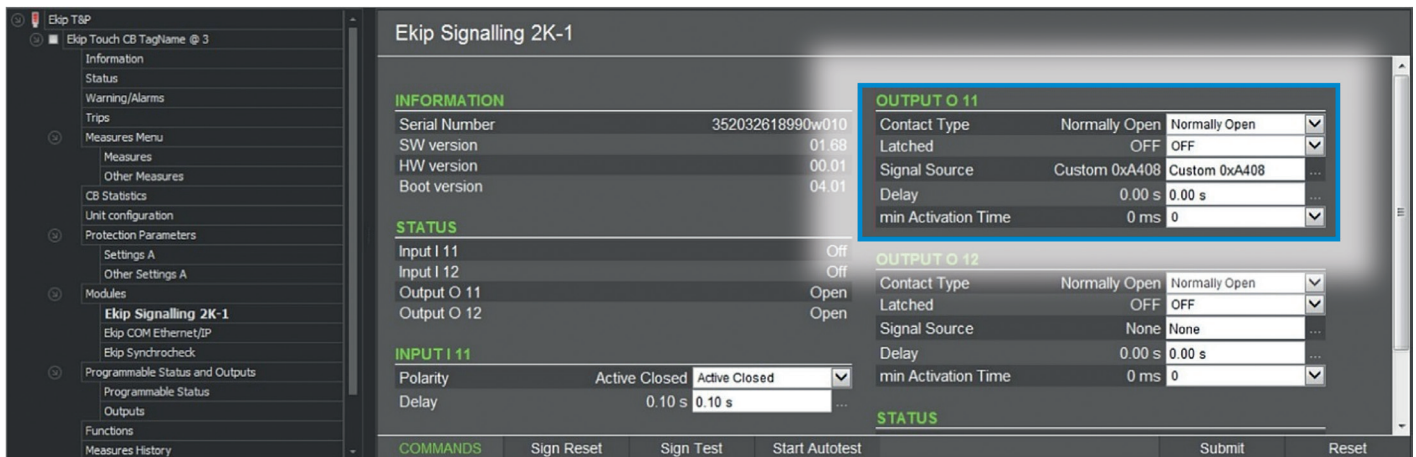 Ekip T&P
Ekip Touch CB TagName @ 3
Information
Status
Warning/Alarms
Trips
Measures Menu
Measures
Other Measures
CB Statistics
Unit configuration
Protection Parameters
Settings A
Other Settings A
Modules
Ekip Signalling 2K-1
Ekip COM Ethernet/IP
Ekip Synchrocheck
Programmable Status and Outputs
Programmable Status
Outputs
Functions
Measures History
Ekip Signalling 2K-1
INFORMATION
Serial Number 352032618990w010
SW version 01.68
HW version 00.01
Boot version 04.01
STATUS
Input I 11 Off
Input I 12 Off
Output O 11 Open
Output O 12 Open
INPUT I 11
Polarity Active Closed Active Closed
Delay 0.10 s 0.10 s ...
OUTPUT O 11
Contact Type Normally Open Normally Open
Latched OFF OFF
Signal Source Custom 0xA408 Custom 0xA408 ...
Delay 0.00 s 0.00 s ...
min Activation Time 0 ms 0
OUTPUT O 12
Contact Type Normally Open Normally Open
Latched OFF OFF
Signal Source None None ...
Delay 0.00 s 0.00 s ...
min Activation Time 0 ms 0
STATUS
COMMANDS Sign Reset Sign Test Start Autotest Submit Reset